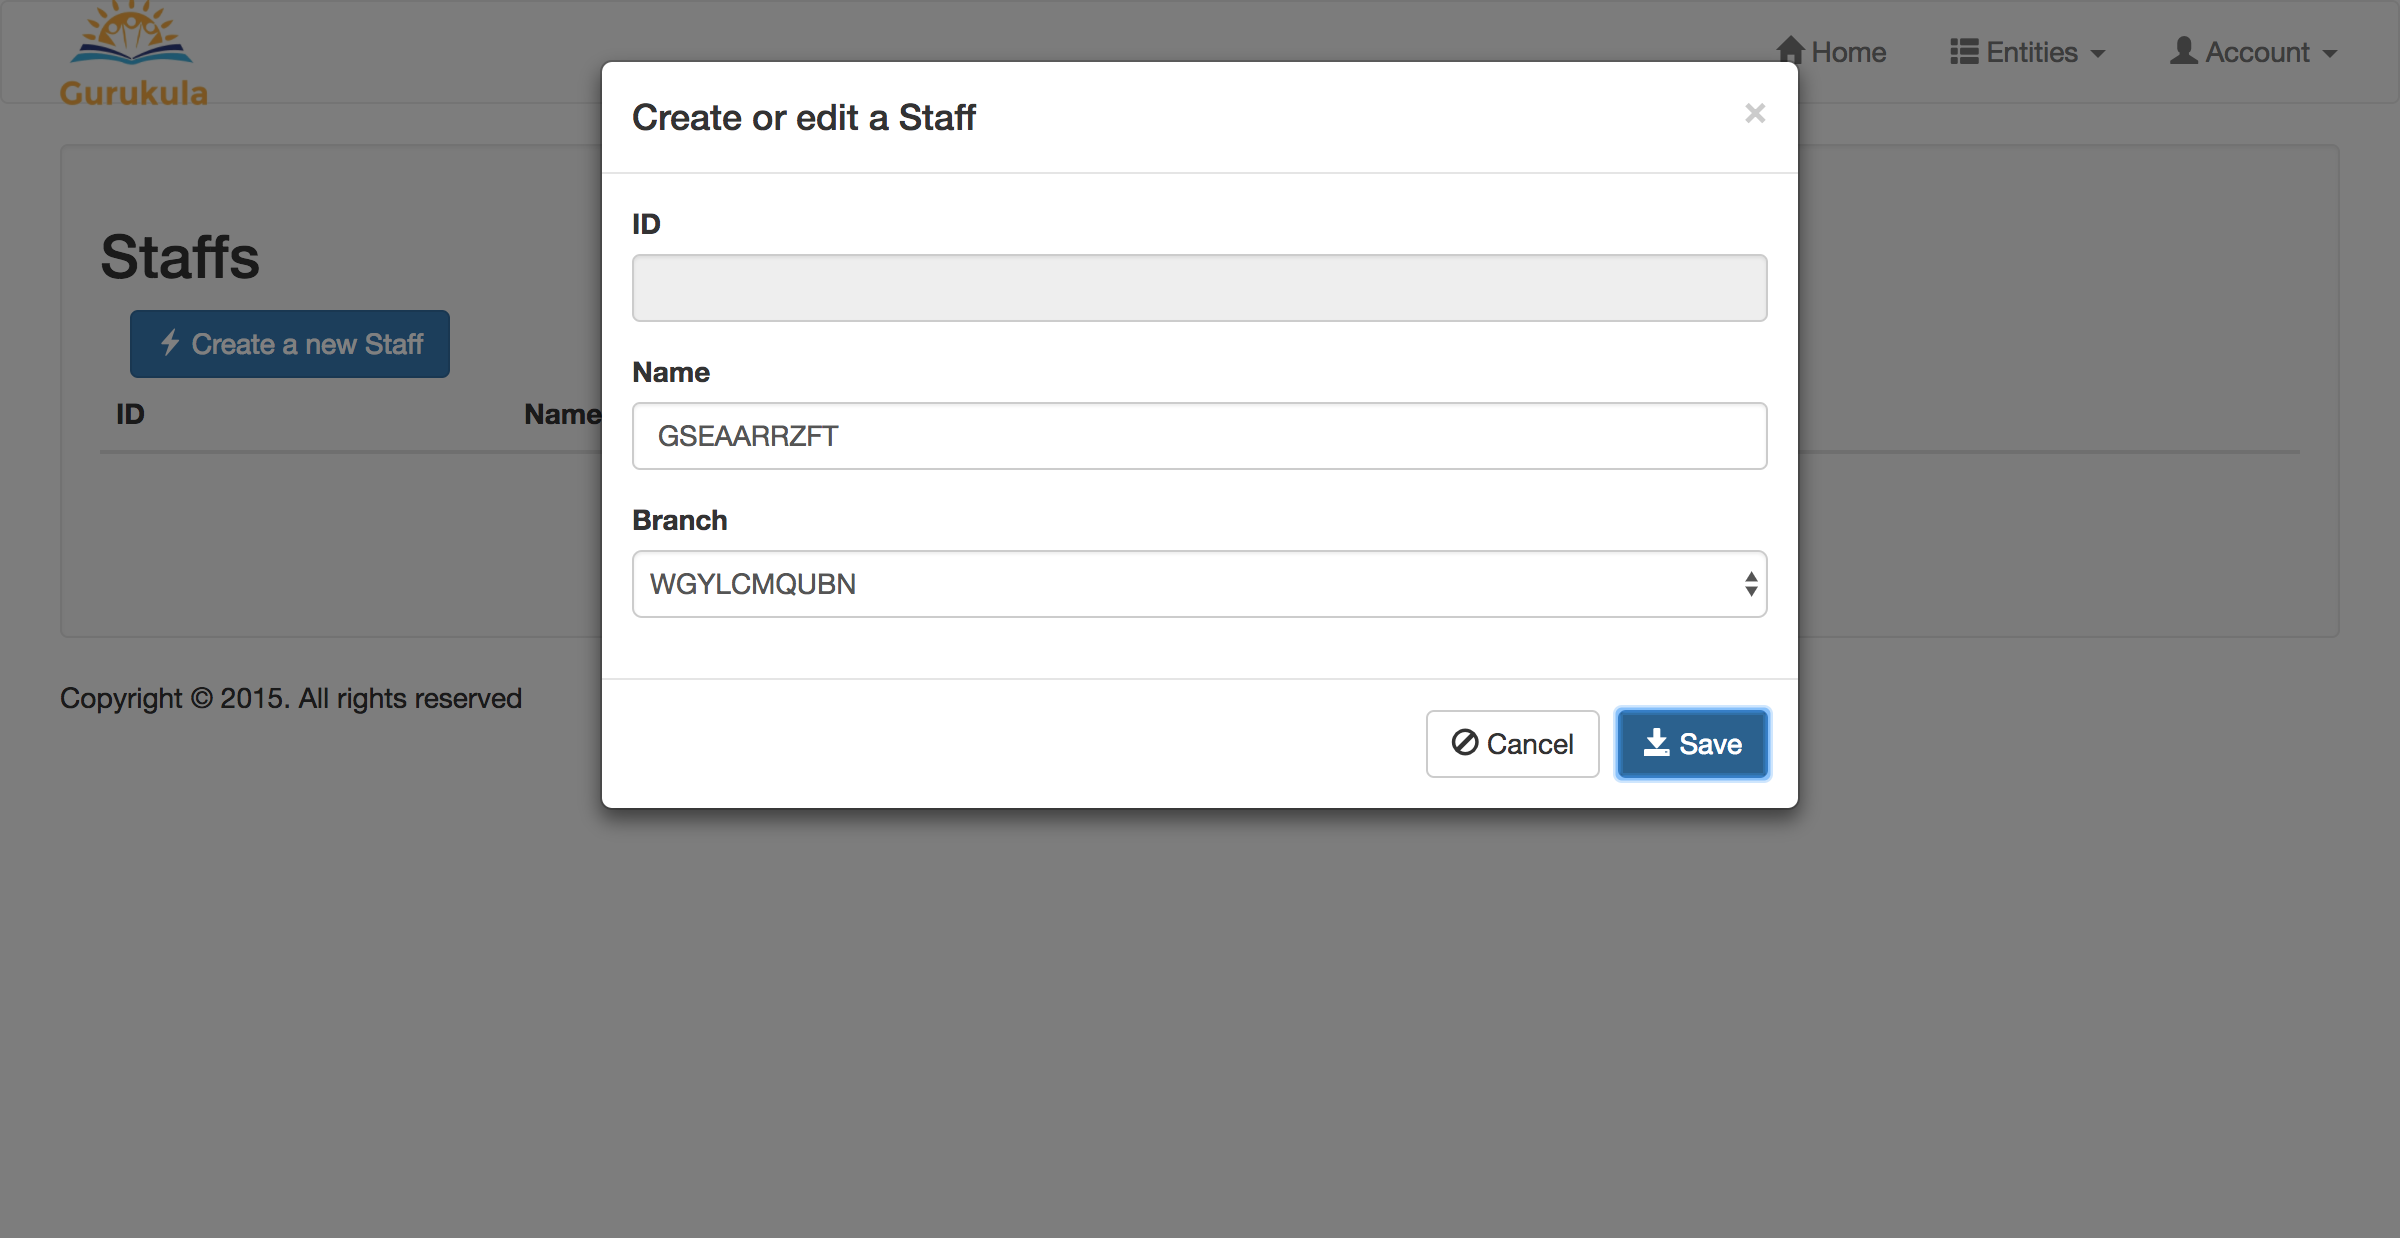 Gurukula
Home Entities Account
Create or edit a Staff
×
ID
Name
GSEAARRZFT
Branch
WGYLCMQUBN
Cancel Save
Staffs
Create a new Staff
ID Name
Copyright © 2015. All rights reserved